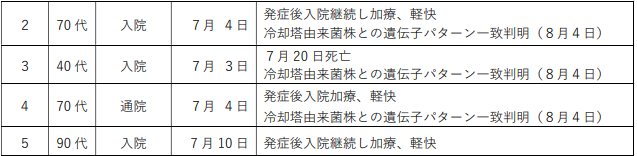 2 70代 入院 7月 4日 発症後入院継続し加療、軽快
冷却塔由来菌株との遺伝子パターン一致判明（8月4日）
3 40代 入院 7月 3日 7月20日死亡
冷却塔由来菌株との遺伝子パターン一致判明（8月4日）
4 70代 通院 7月 4日 発症後入院加療、軽快
冷却塔由来菌株との遺伝子パターン一致判明（8月4日）
5 90代 入院 7月10日 発症後入院継続し加療、軽快